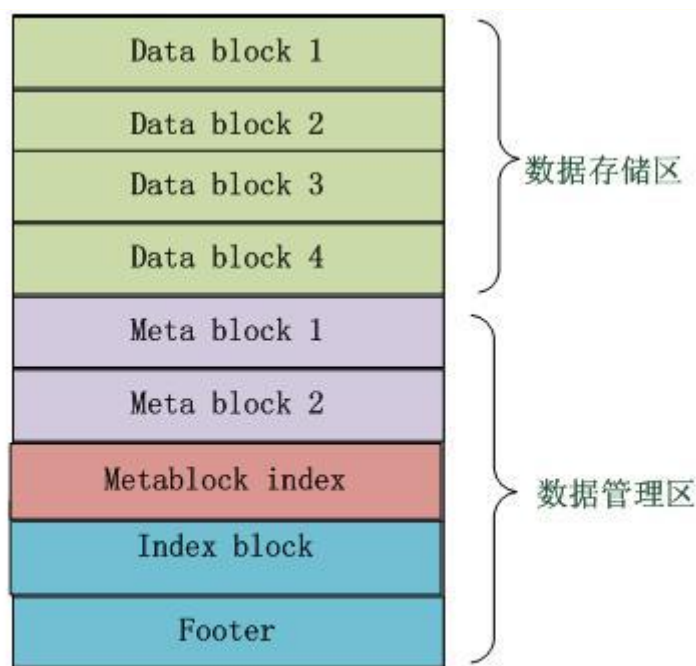 Data block 1
Data block 2
Data block 3
Data block 4
数据存储区
Meta block 1
Meta block 2
Metablock index
Index block
Footer
数据管理区